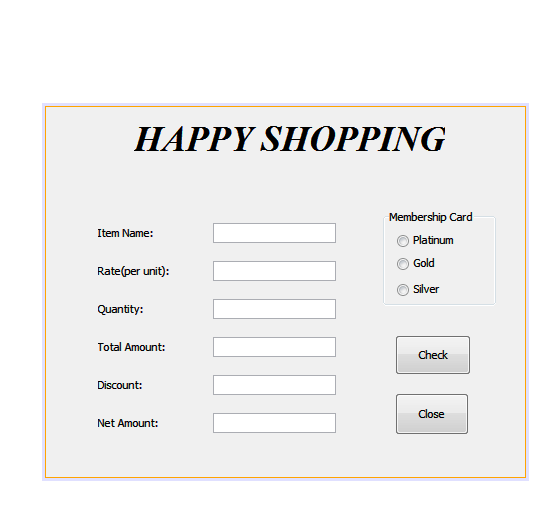 HAPPY SHOPPING
Item Name:
Rate(per unit):
Quantity:
Total Amount:
Discount:
Net Amount:
Membership Card
Platinum
Gold
Silver
Check
Close